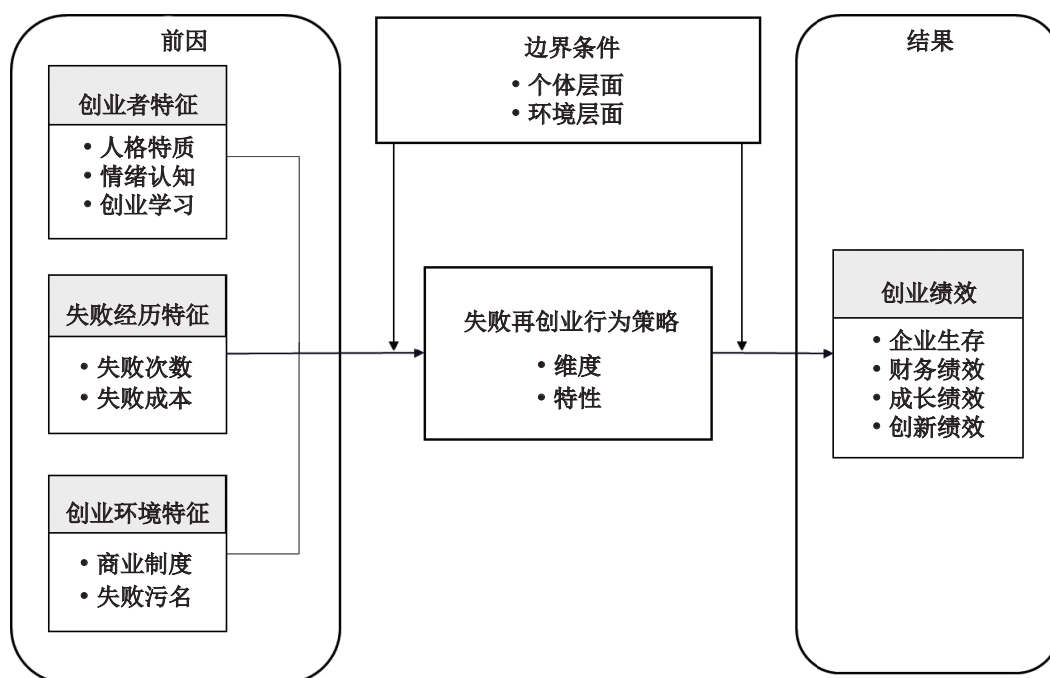 前因
创业者特征
• 人格特质
• 情绪认知
• 创业学习
失败经历特征
• 失败次数
• 失败成本
创业环境特征
• 商业制度
• 失败污名
边界条件
• 个体层面
• 环境层面
失败再创业行为策略
• 维度
• 特性
结果
创业绩效
• 企业生存
• 财务绩效
• 成长绩效
• 创新绩效